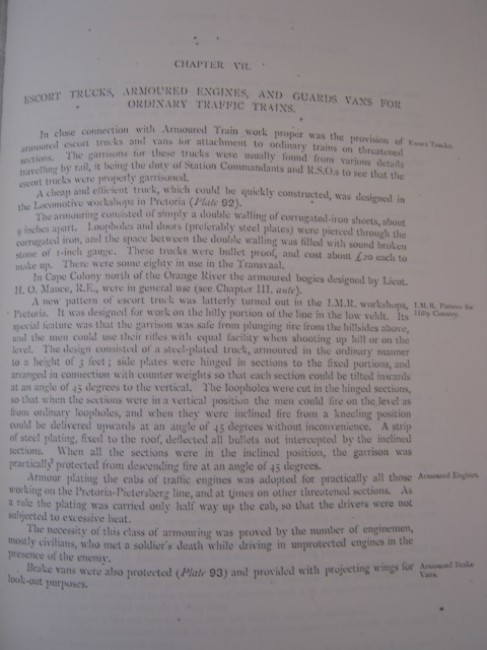 CHAPTER VII.
ESCORT TRUCKS, ARMOURED ENGINES, AND GUARDS VANS FOR
ORDINARY TRAFFIC TRAINS.
In close connection with Armoured Train work proper was the provision of
Escort Trucks
armoured escort trucks and vans for attachment to ordinary trains on threatened
sections. The garrisons for these trucks were usually found from various details
travelling by rail, it being the duty of Station Commandants and R.S.O.s to see that the
escort trucks were properly garrisoned.
A cheap and efficient truck, which could be quickly constructed, was designed in
the Locomotive workshops in Pretoria (Plate 92).
The armouring consisted of simply a double walling of corrugated-iron sheets, about
9 inches apart. Loopholes and doors (preferably steel plates) were pierced through the
corrugated iron, and the space between the double walling was filled with sound broken
stone of 1-inch gauge. These trucks were bullet proof, and cost about £20 each to
make up. There were some eighty in use in the Transvaal.
In Cape Colony north of the Orange River the armoured bogies designed by Lieut.
H. O. Mance, R.E., were in general use (see Chapter III. ante).
A new pattern of escort truck was latterly turned out in the I.M.R. workshops,
I.M.R. Pattern for
Hilly Country.
Pretoria. It was designed for work on the hilly portion of the line in the low veldt. Its
special feature was that the garrison was safe from plunging fire from the hillsides above,
and the men could use their rifles with equal facility when shooting up hill or on the
level. The design consisted of a steel-plated truck, armoured in the ordinary manner
to a height of 3 feet; side plates were hinged in sections to the fixed portions, and
arranged in connection with counter weights so that each section could be tilted inwards
at an angle of 45 degrees to the vertical. The loopholes were cut in the hinged sections,
so that when the sections were in a vertical position the men could fire on the level as
from ordinary loopholes, and when they were inclined fire from a kneeling position
could be delivered upwards at an angle of 45 degrees without inconvenience. A strip
of steel plating, fixed to the roof, deflected all bullets not intercepted by the inclined
sections. When all the sections were in the inclined position, the garrison was
practically protected from descending fire at an angle of 45 degrees.
Armour plating the cabs of traffic engines was adopted for practically all those
Armoured Engines
working on the Pretoria-Pietersberg line, and at times on other threatened sections. As
a rule the plating was carried only half way up the cab, so that the drivers were not
subjected to excessive heat.
The necessity of this class of armouring was proved by the number of enginemen,
mostly civilians, who met a soldier's death while driving in unprotected engines in the
presence of the enemy.
Brake vans were also protected (Plate 93) and provided with projecting wings for
Armoured Brake
Vans.
look-out purposes.